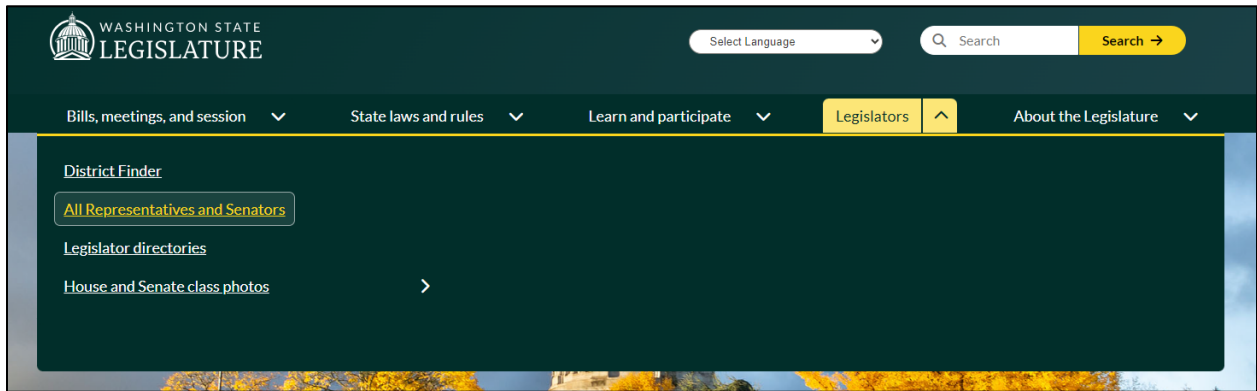 WASHINGTON STATE
LEGISLATURE
Select Language
Search
Search →
Bills, meetings, and session
State laws and rules
Learn and participate
Legislators
About the Legislature
District Finder
All Representatives and Senators
Legislator directories
House and Senate class photos